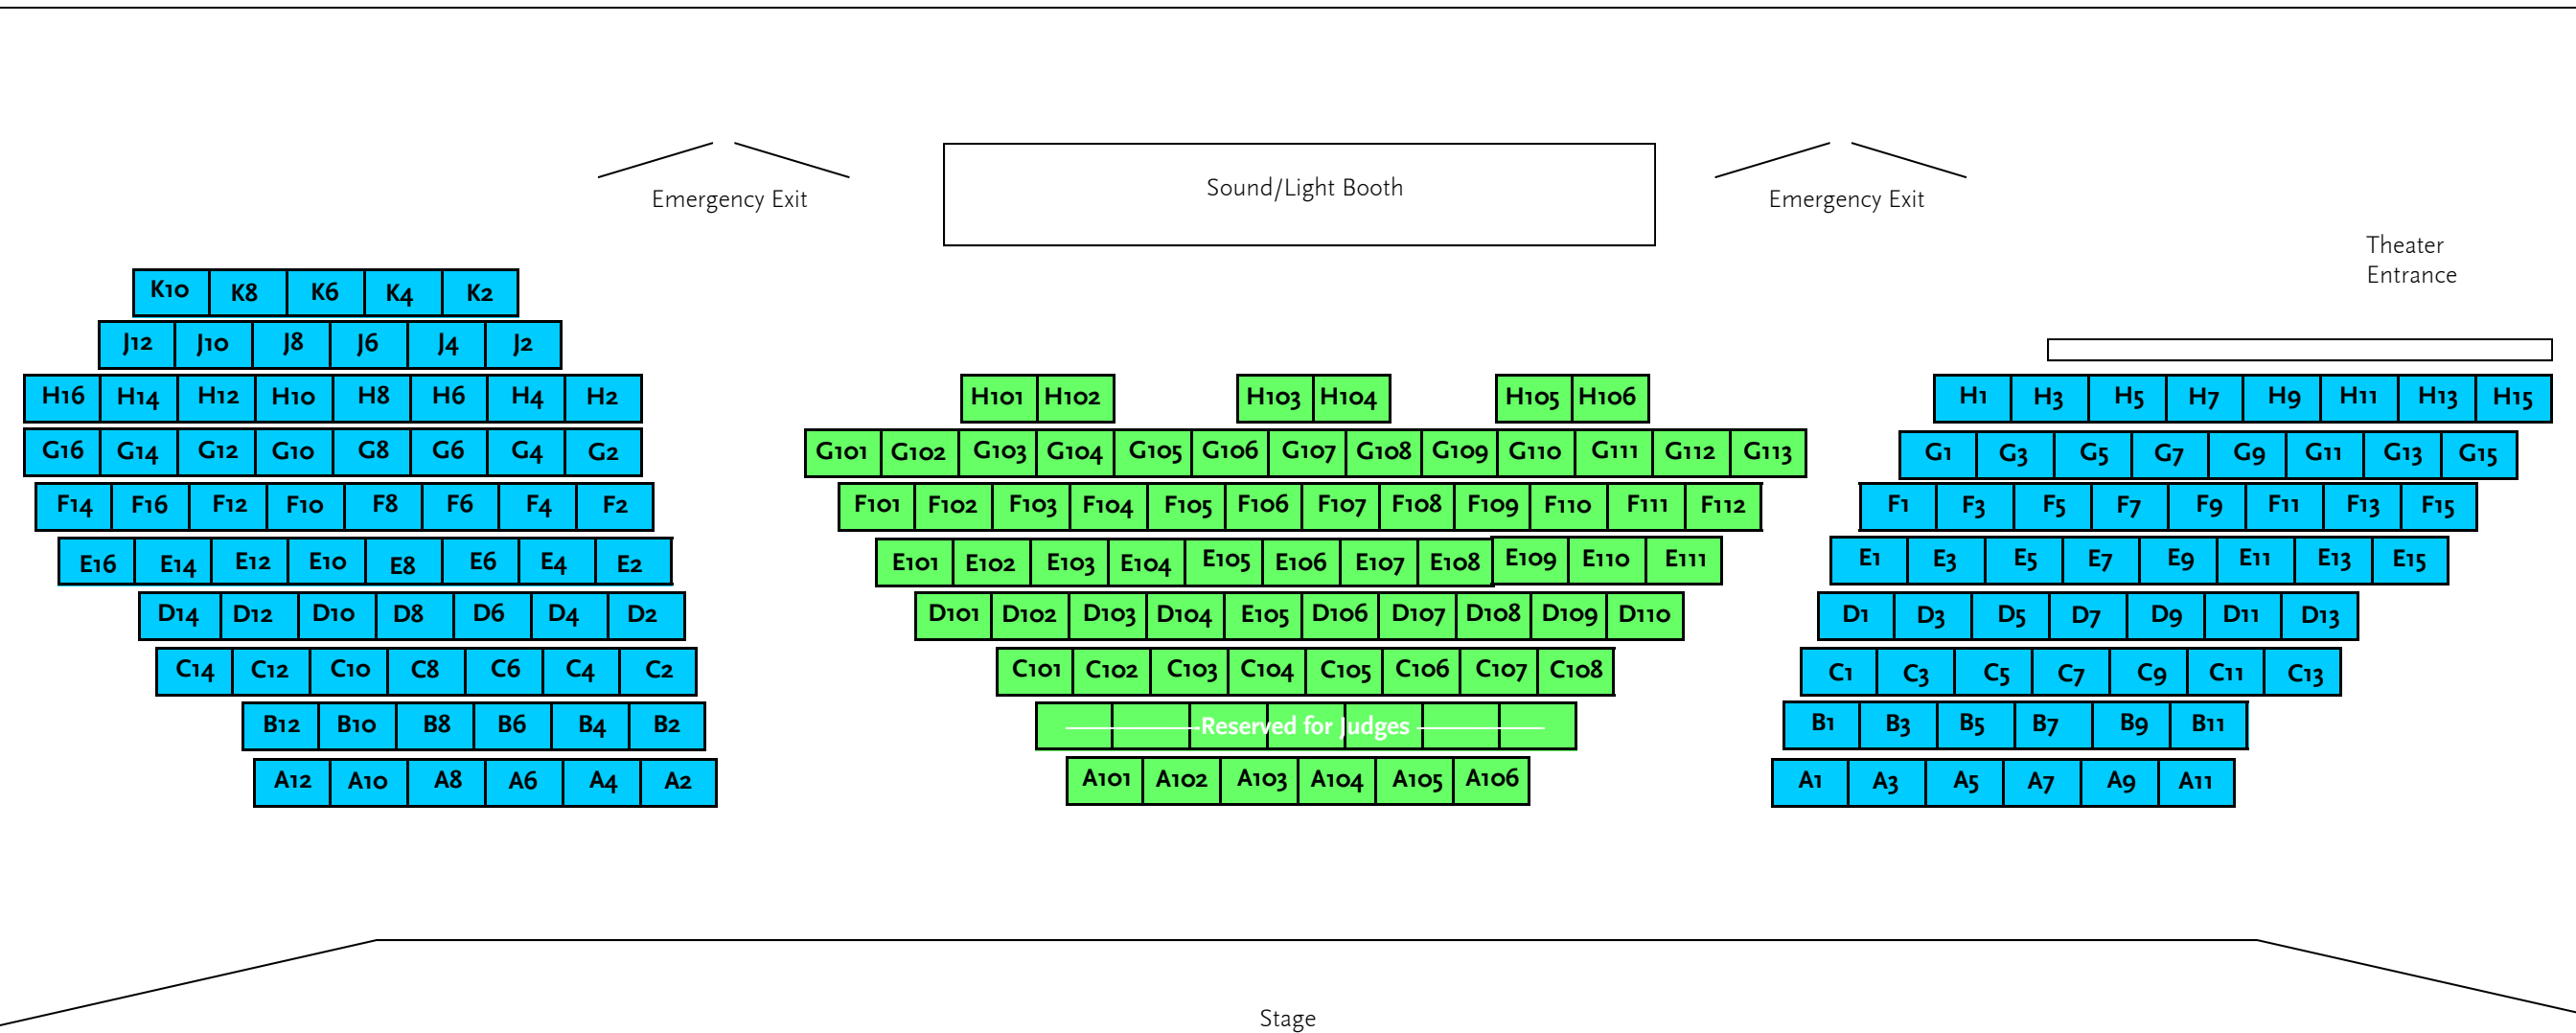 Sound/Light Booth
Emergency Exit
Emergency Exit
Theater
Entrance
K10 K8 K6 K4 K2
J12 J10 J8 J6 J4 J2
H16 H14 H12 H10 H8 H6 H4 H2 H101 H102 H103 H104 H105 H106 H1 H3 H5 H7 H9 H11 H13 H15
G16 G14 G12 G10 G8 G6 G4 G2 G101 G102 G103 G104 G105 G106 G107 G108 G109 G110 G111 G112 G113 G1 G3 G5 G7 G9 G11 G13 G15
F14 F16 F12 F10 F8 F6 F4 F2 F101 F102 F103 F104 F105 F106 F107 F108 F109 F110 F111 F112 F1 F3 F5 F7 F9 F11 F13 F15
E16 E14 E12 E10 E8 E6 E4 E2 E101 E102 E103 E104 E105 E106 E107 E108 E109 E110 E111 E1 E3 E5 E7 E9 E11 E13 E15
D14 D12 D10 D8 D6 D4 D2 D101 D102 D103 D104 E105 D106 D107 D108 D109 D110 D1 D3 D5 D7 D9 D11 D13
C14 C12 C10 C8 C6 C4 C2 C101 C102 C103 C104 C105 C106 C107 C108 C1 C3 C5 C7 C9 C11 C13
B12 B10 B8 B6 B4 B2 Reserved for Judges B1 B3 B5 B7 B9 B11
A12 A10 A8 A6 A4 A2 A101 A102 A103 A104 A105 A106 A1 A3 A5 A7 A9 A11
Stage